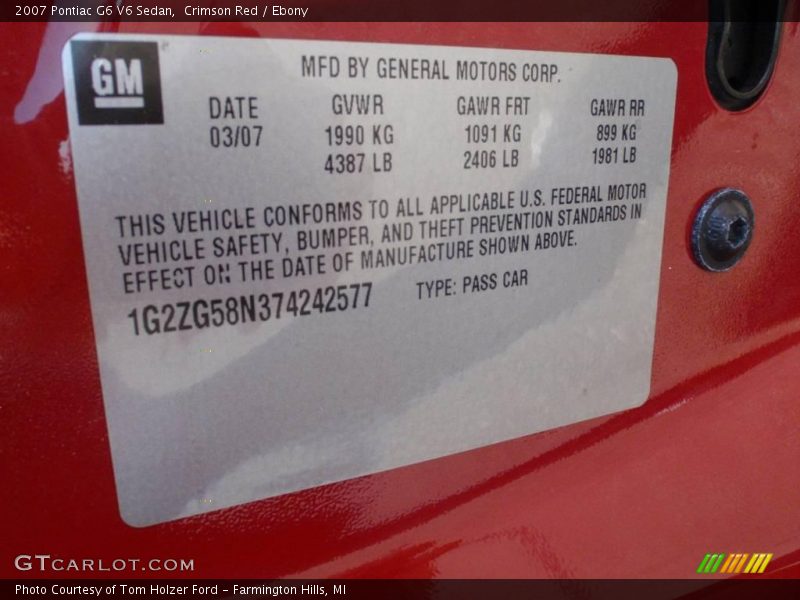 2007 Pontiac G6 V6 Sedan,  Crimson Red / Ebony
GM
MFD BY GENERAL MOTORS CORP.
DATE GVWR GAWR FRT GAWR RR
03/07 1990 KG 1091 KG 899 KG
4387 LB 2406 LB 1981 LB
THIS VEHICLE CONFORMS TO ALL APPLICABLE U.S. FEDERAL MOTOR
VEHICLE SAFETY, BUMPER, AND THEFT PREVENTION STANDARDS IN
EFFECT ON THE DATE OF MANUFACTURE SHOWN ABOVE.
1G2ZG58N374242577 TYPE: PASS CAR
GTCARLOT.COM
Photo Courtesy of Tom Holzer Ford - Farmington Hills, MI